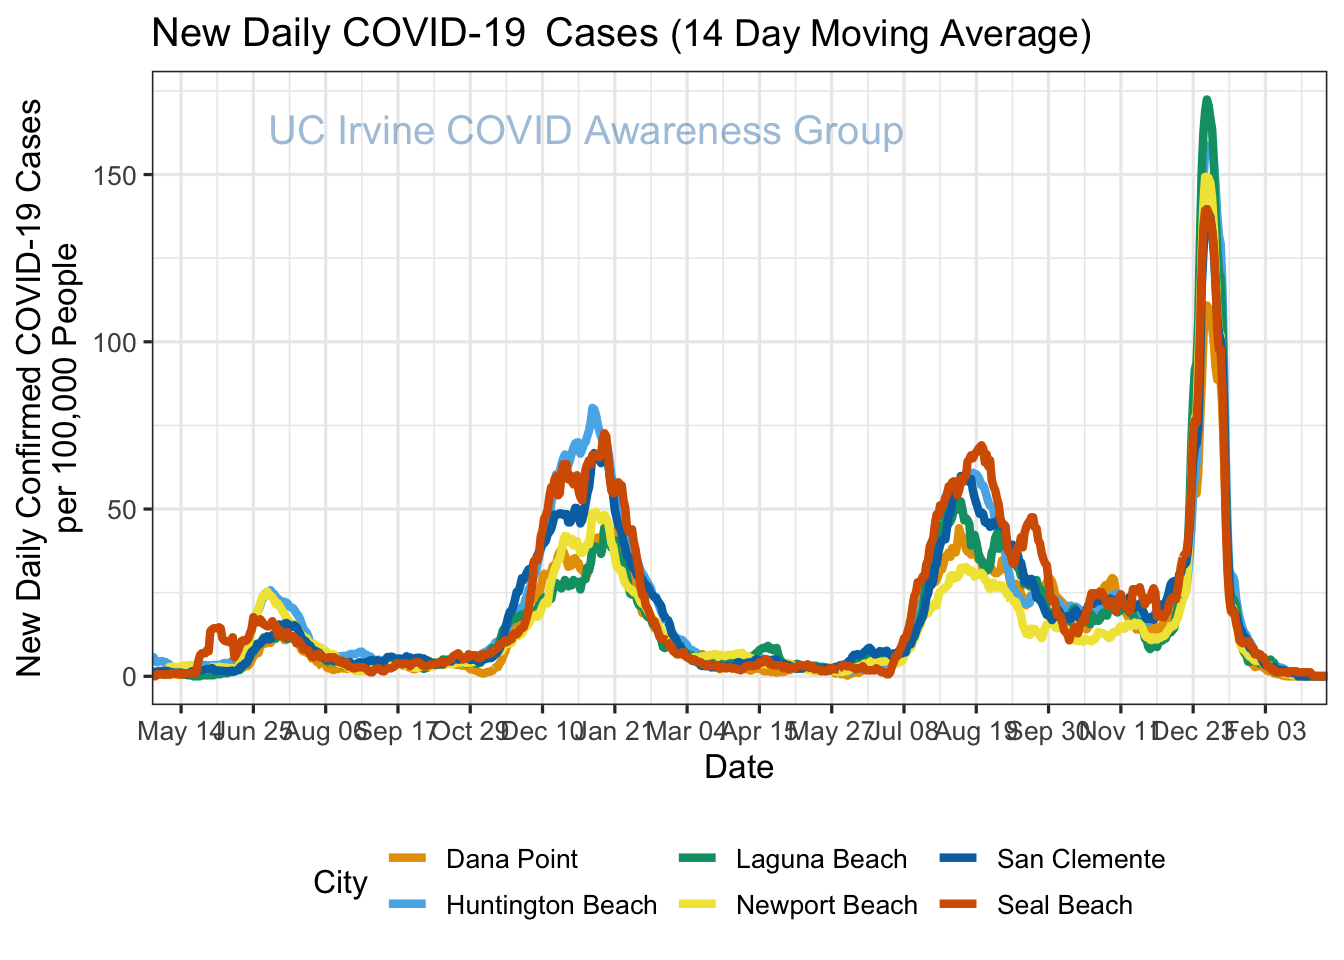 New Daily COVID-19 Cases (14 Day Moving Average)
UC Irvine COVID Awareness Group
New Daily Confirmed COVID-19 Cases
per 100,000 People
150
100
50
0
May 14 Jun 25 Aug 06 Sep 17 Oct 29 Dec 10 Jan 21 Mar 04 Apr 15 May 27 Jul 08 Aug 19 Sep 30 Nov 11 Dec 23 Feb 03
Date
City
Dana Point Laguna Beach San Clemente
Huntington Beach Newport Beach Seal Beach